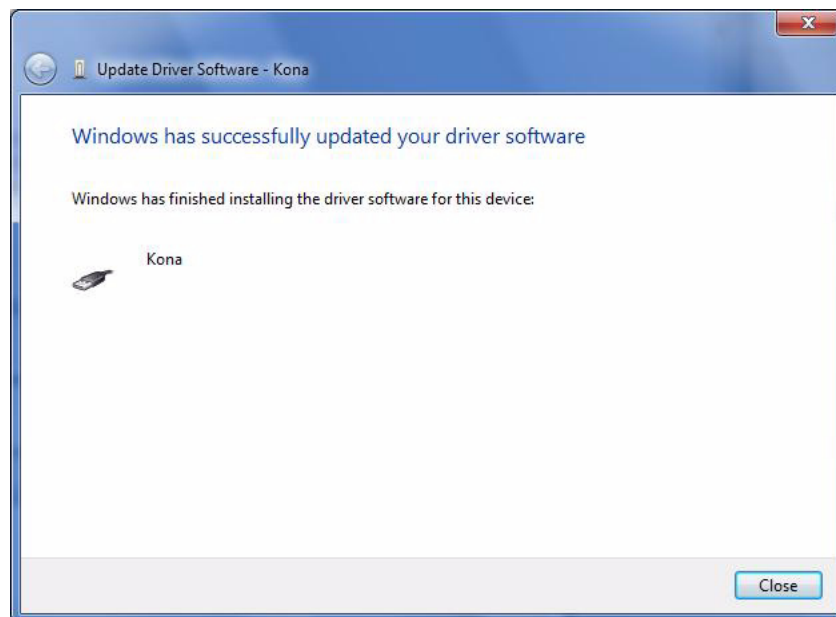 Update Driver Software - Kona
Windows has successfully updated your driver software
Windows has finished installing the driver software for this device:
Kona
Close